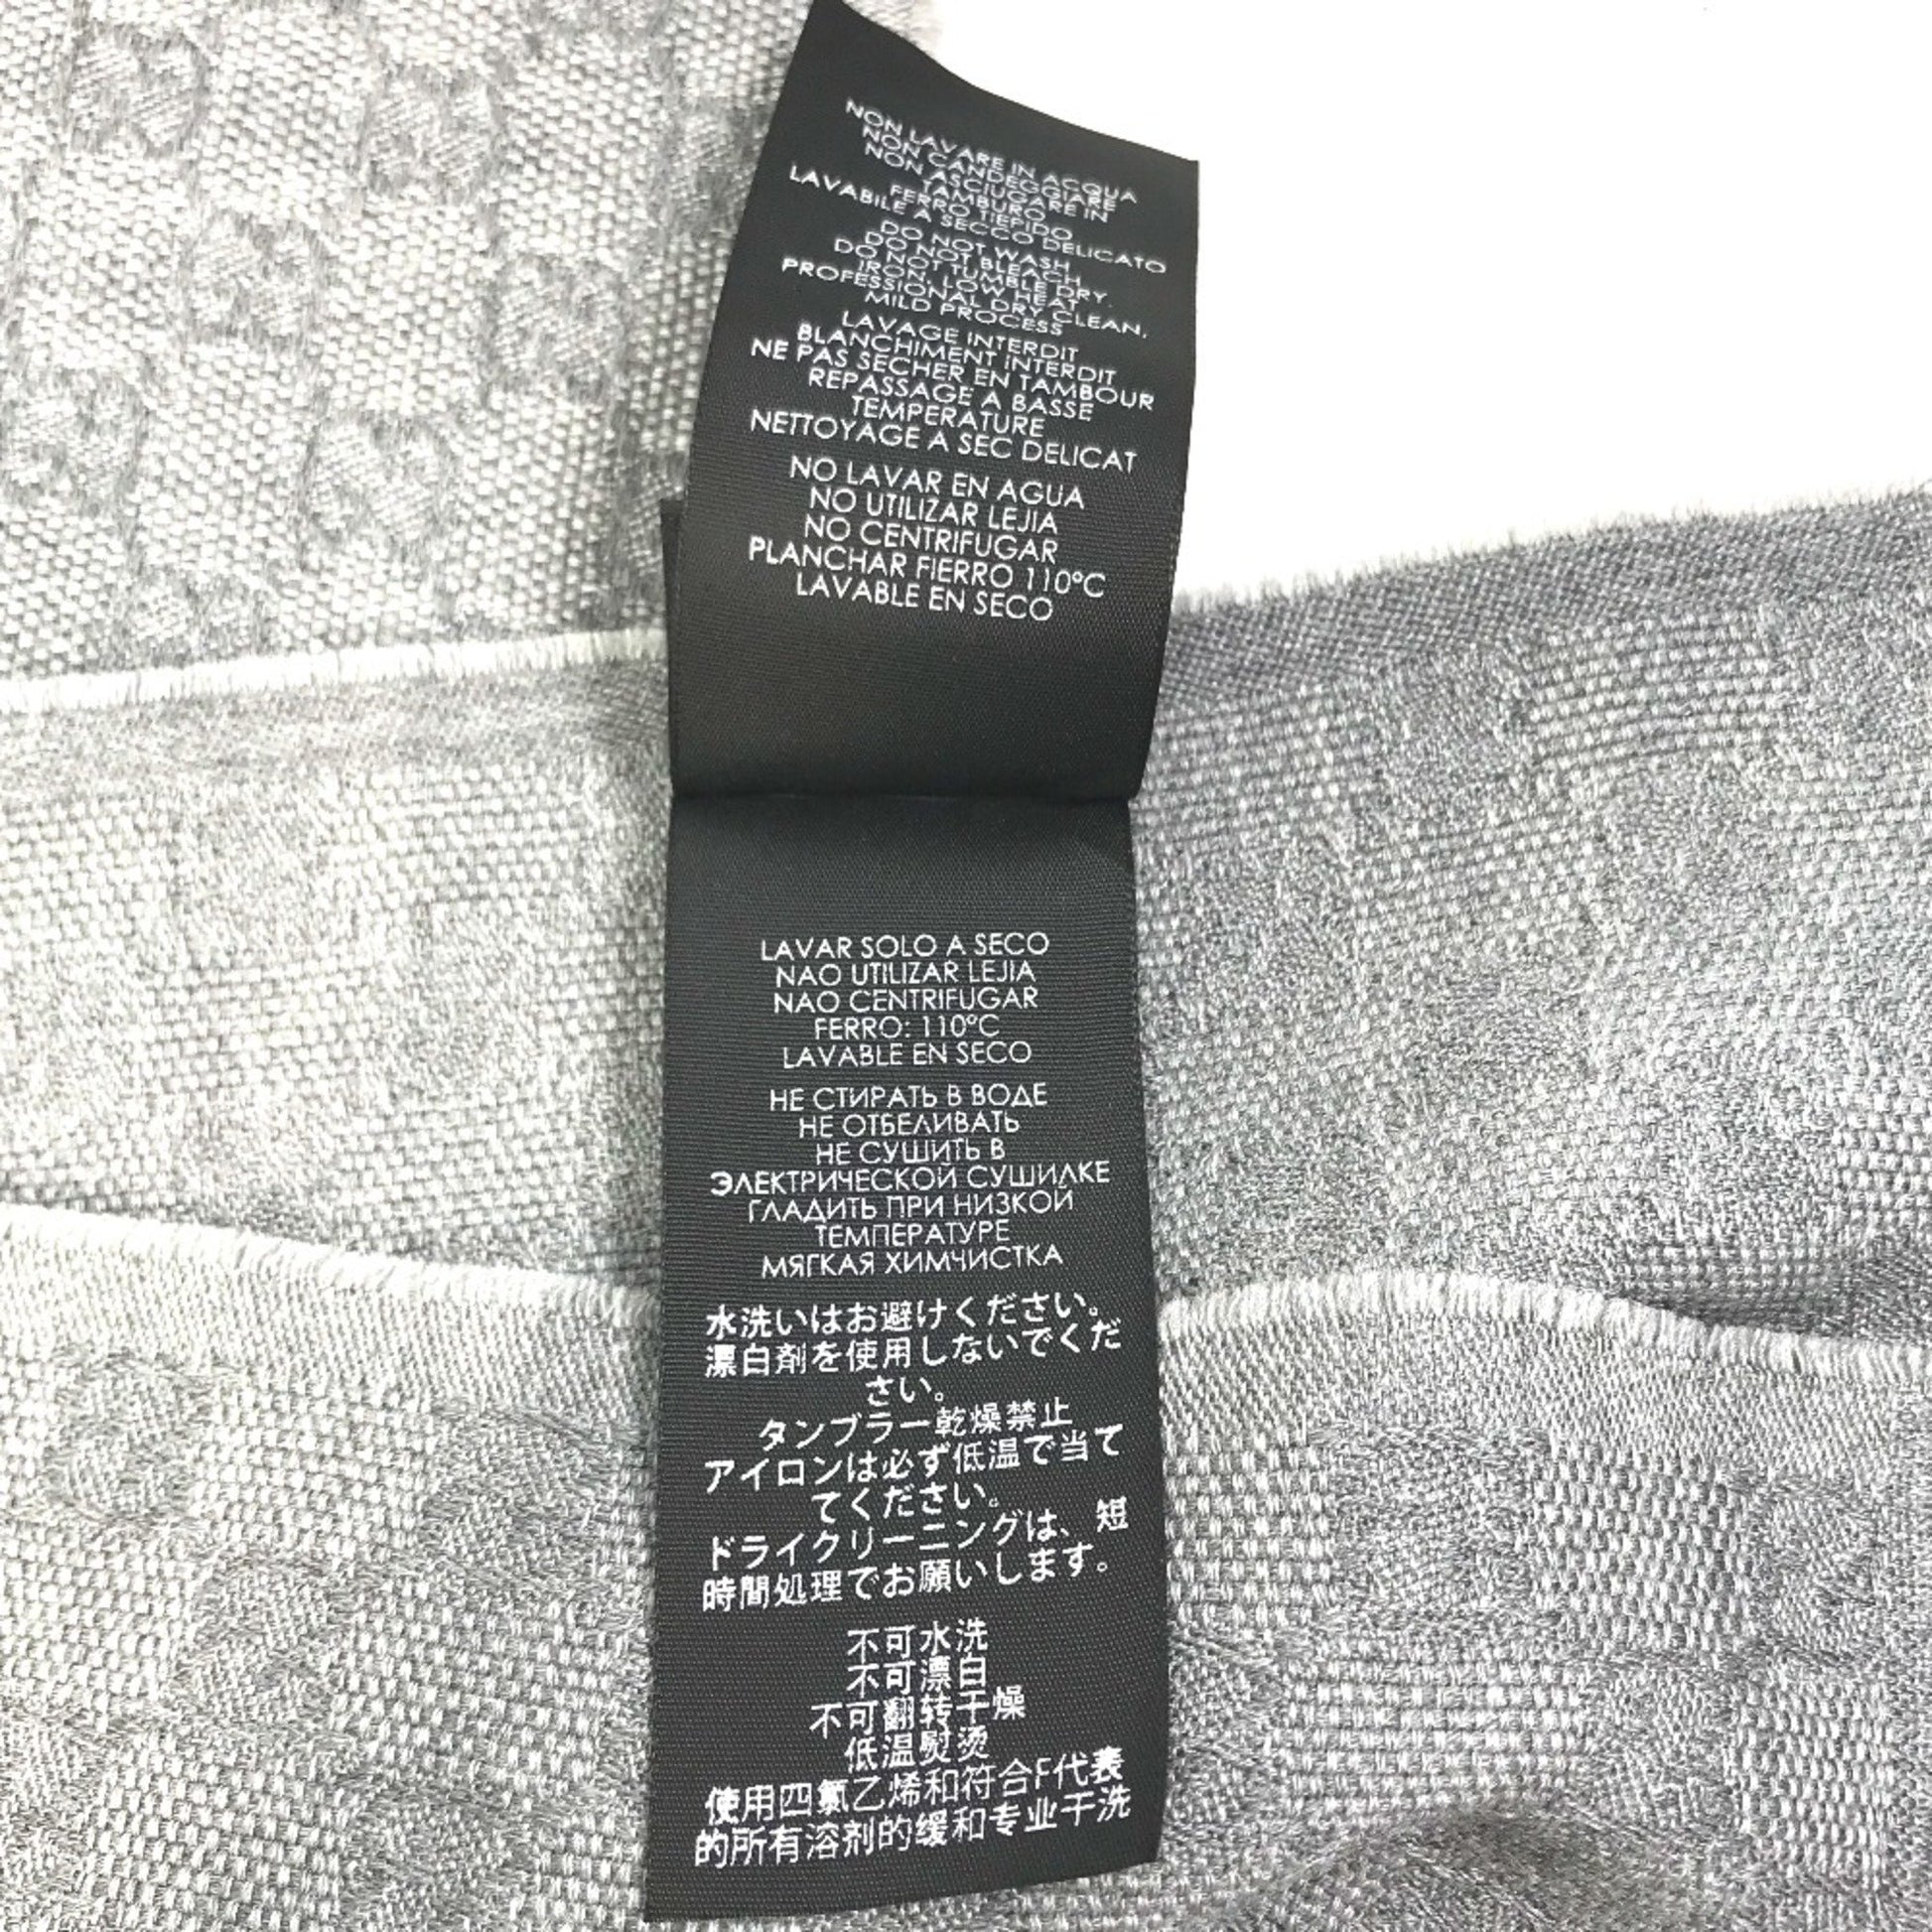 NON LAVARE IN ACQUA
NON CANDEGGIARE
NON ASCIUGARE IN
TAMBURO
FERRO TIEPIDO
LAVABILE A SECCO DELICATO
DO NOT WASH
DO NOT BLEACH
DO NOT TUMBLE DRY.
IRON, LOW HEAT
PROFESSIONAL DRY CLEAN,
MILD PROCESS
LAVAGE INTERDIT
BLANCHIMENT INTERDIT
NE PAS SECHER EN TAMBOUR
REPASSAGE A BASSE
TEMPERATURE
NETTOYAGE A SEC DELICAT
NO LAVAR EN AGUA
NO UTILIZAR LEJIA
NO CENTRIFUGAR
PLANCHAR FIERRO 110°C
LAVABLE EN SECO
LAVAR SOLO A SECO
NAO UTILIZAR LEJIA
NAO CENTRIFUGAR
FERRO: 110°C
LAVABLE EN SECO
НЕ СТИРАТЬ В ВОДЕ
НЕ ОТБЕЛИВАТЬ
НЕ СУШИТЬ В
ЭЛЕКТРИЧЕСКОЙ СУШИЛКЕ
ГЛАДИТЬ ПРИ НИЗКОЙ
ТЕМПЕРАТУРЕ
МЯГКАЯ ХИМЧИСТКА
水洗いはお避けください。
漂白剤を使用しないでくだ
さい。
タンブラー乾燥禁止
アイロンは必ず低温で当て
てください。
ドライクリーニングは、短
時間処理でお願いします。
不可水洗
不可漂白
不可翻转干燥
低温熨烫
使用四氯乙烯和符合F代表
的所有溶剂的缓和专业干洗